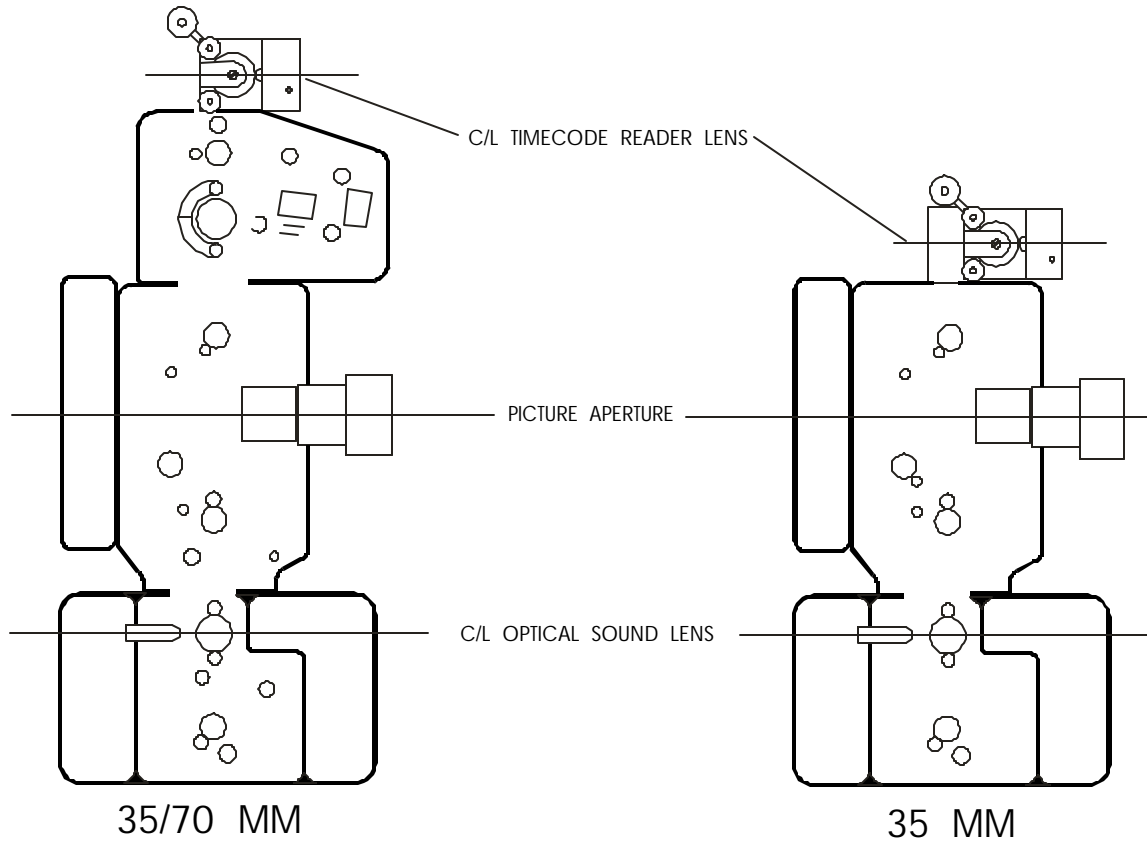 C/L TIMECODE READER LENS
PICTURE APERTURE
C/L OPTICAL SOUND LENS
35/70 MM
35 MM